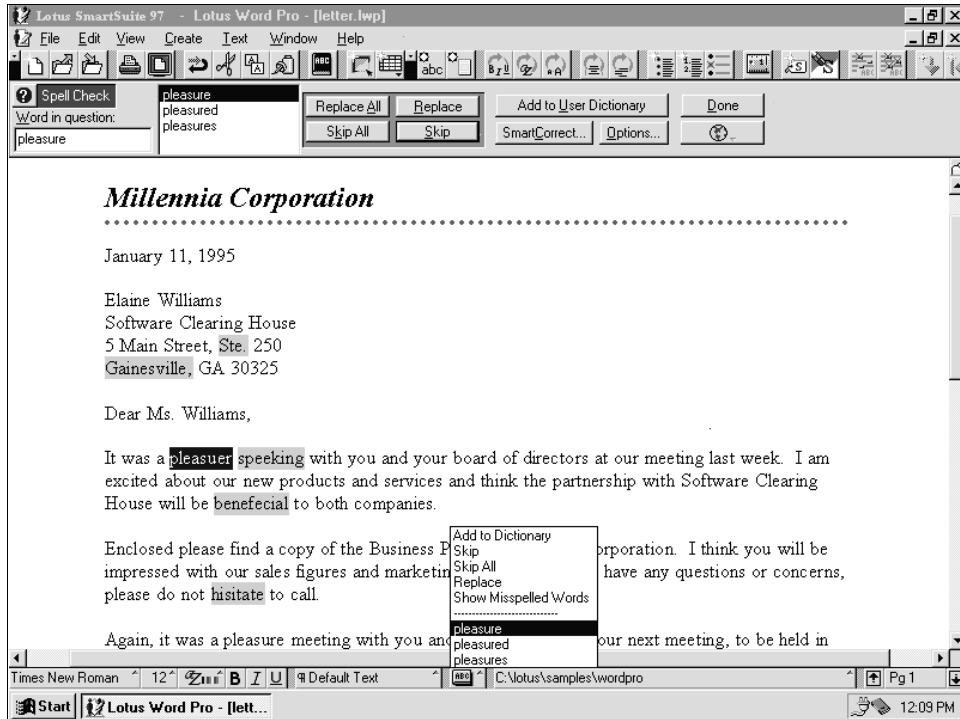 Lotus SmartSuite 97 - Lotus Word Pro - [letter.lwp]
File Edit View Create Text Window Help
ABC abc
Spell Check
Word in question:
pleasure
pleasure
pleasured
pleasures
Replace All Replace
Skip All Skip
Add to User Dictionary Done
SmartCorrect... Options...
Millennia Corporation
January 11, 1995
Elaine Williams
Software Clearing House
5 Main Street, Ste. 250
Gainesville, GA 30325
Dear Ms. Williams,
It was a pleasuer speeking with you and your board of directors at our meeting last week. I am
excited about our new products and services and think the partnership with Software Clearing
House will be benefecial to both companies.
Enclosed please find a copy of the Business P
orporation. I think you will be
impressed with our sales figures and marketin
have any questions or concerns,
please do not hisitate to call.
Again, it was a pleasure meeting with you and
our next meeting, to be held in
Add to Dictionary
Skip
Skip All
Replace
Show Misspelled Words
pleasure
pleasured
pleasures
Times New Roman 12 B I U ¶ Default Text ABC C:\lotus\samples\wordpro Pg 1
Start Lotus Word Pro - [lett... 12:09 PM